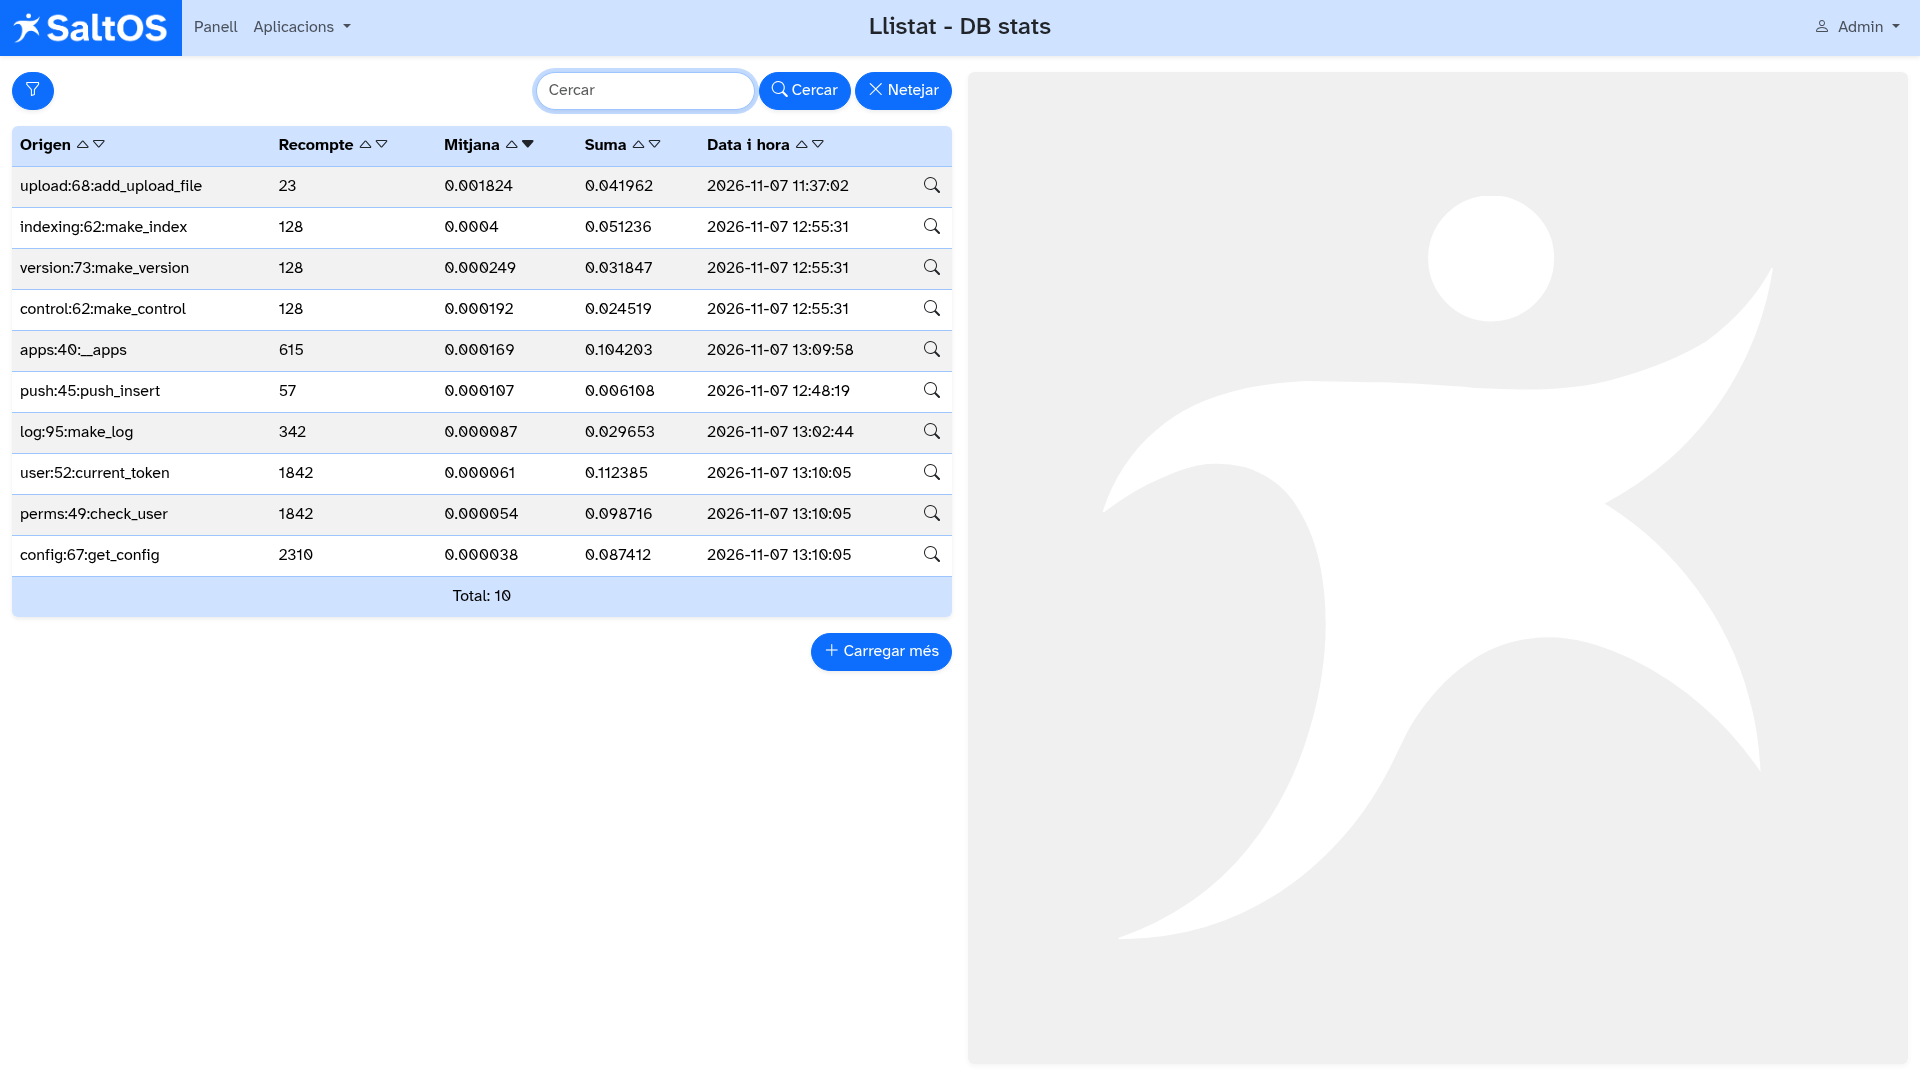 SaltOS Panell Aplicacions Llistat - DB stats Admin
Cercar Cercar Netejar
Origen Recompte Mitjana Suma Data i hora
upload:68:add_upload_file 23 0.001824 0.041962 2026-11-07 11:37:02
indexing:62:make_index 128 0.0004 0.051236 2026-11-07 12:55:31
version:73:make_version 128 0.000249 0.031847 2026-11-07 12:55:31
control:62:make_control 128 0.000192 0.024519 2026-11-07 12:55:31
apps:40:__apps 615 0.000169 0.104203 2026-11-07 13:09:58
push:45:push_insert 57 0.000107 0.006108 2026-11-07 12:48:19
log:95:make_log 342 0.000087 0.029653 2026-11-07 13:02:44
user:52:current_token 1842 0.000061 0.112385 2026-11-07 13:10:05
perms:49:check_user 1842 0.000054 0.098716 2026-11-07 13:10:05
config:67:get_config 2310 0.000038 0.087412 2026-11-07 13:10:05
Total: 10
Carregar més